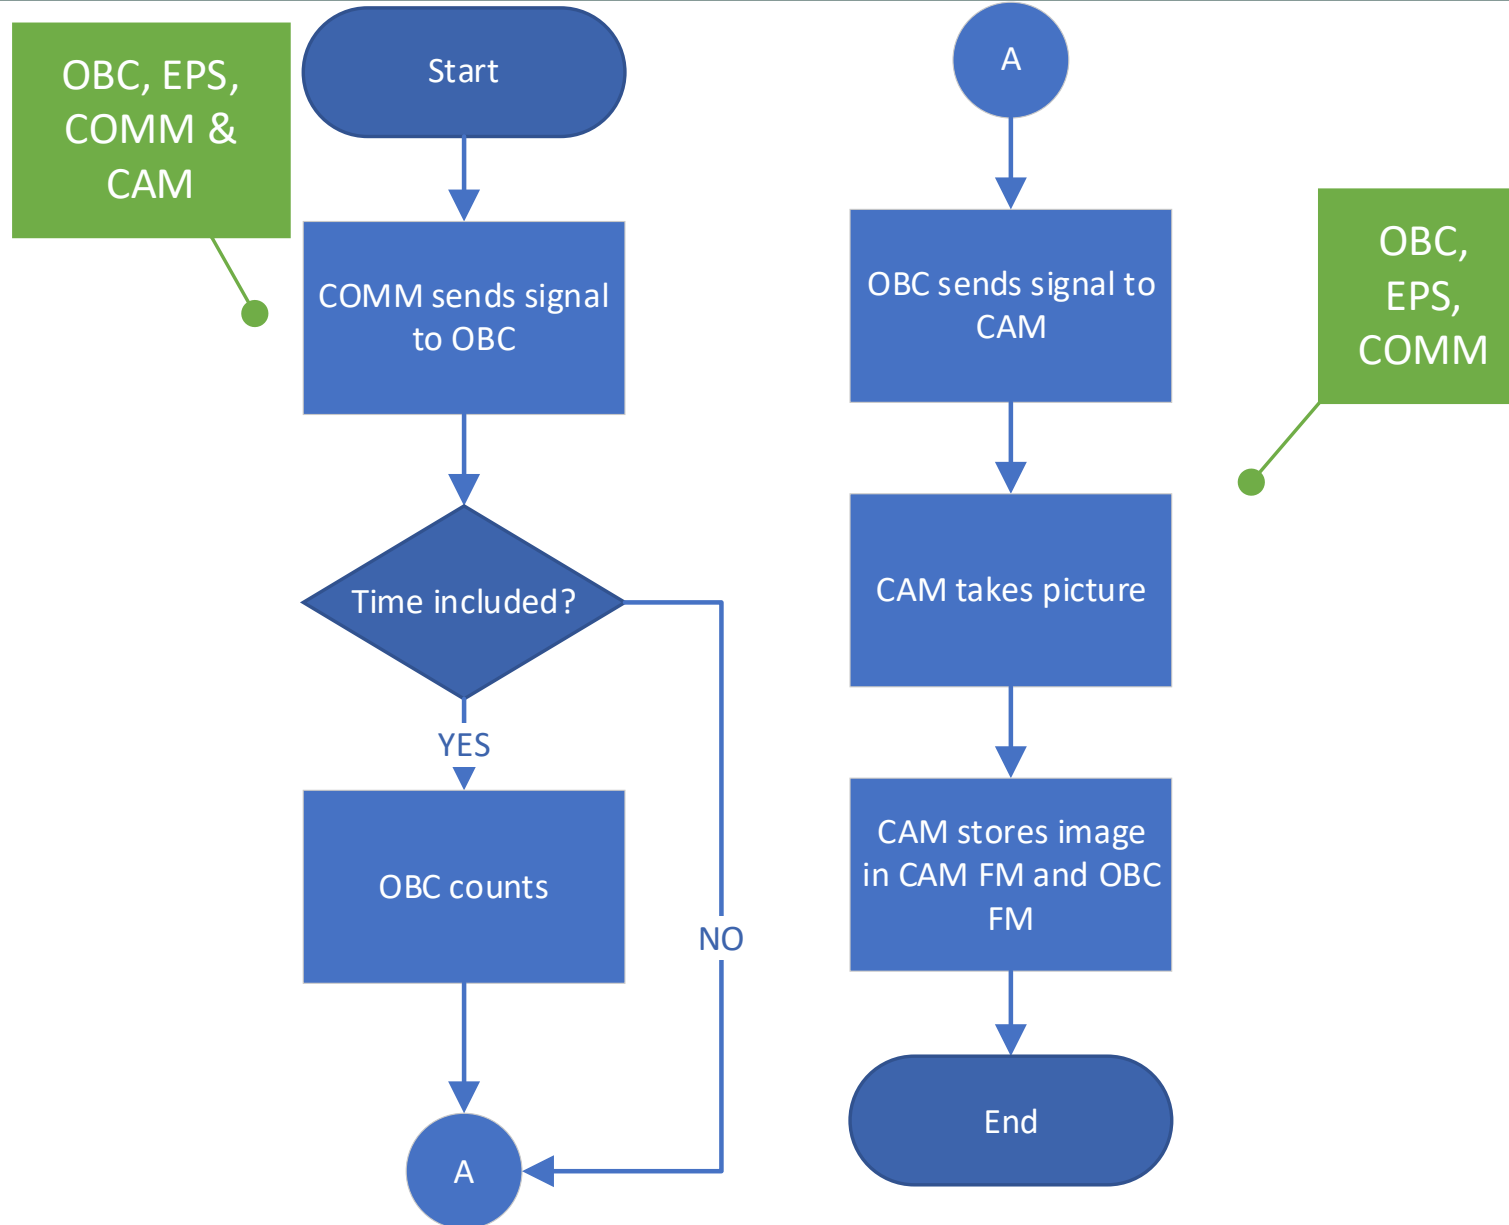 OBC, EPS,
COMM &
CAM
Start
COMM sends signal
to OBC
Time included?
YES
OBC counts
NO
A
A
OBC sends signal to
CAM
CAM takes picture
CAM stores image
in CAM FM and OBC
FM
End
OBC,
EPS,
COMM